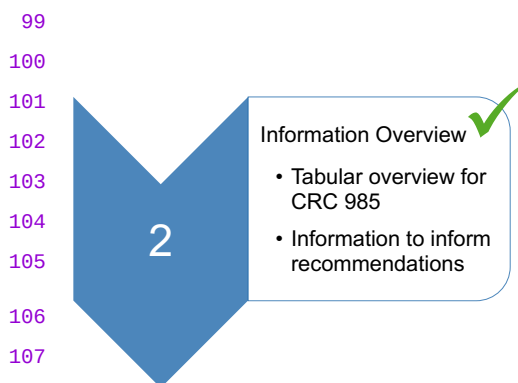 99
100
101
102
103
104
105
106
107
2
Information Overview
• Tabular overview for
CRC 985
• Information to inform
recommendations